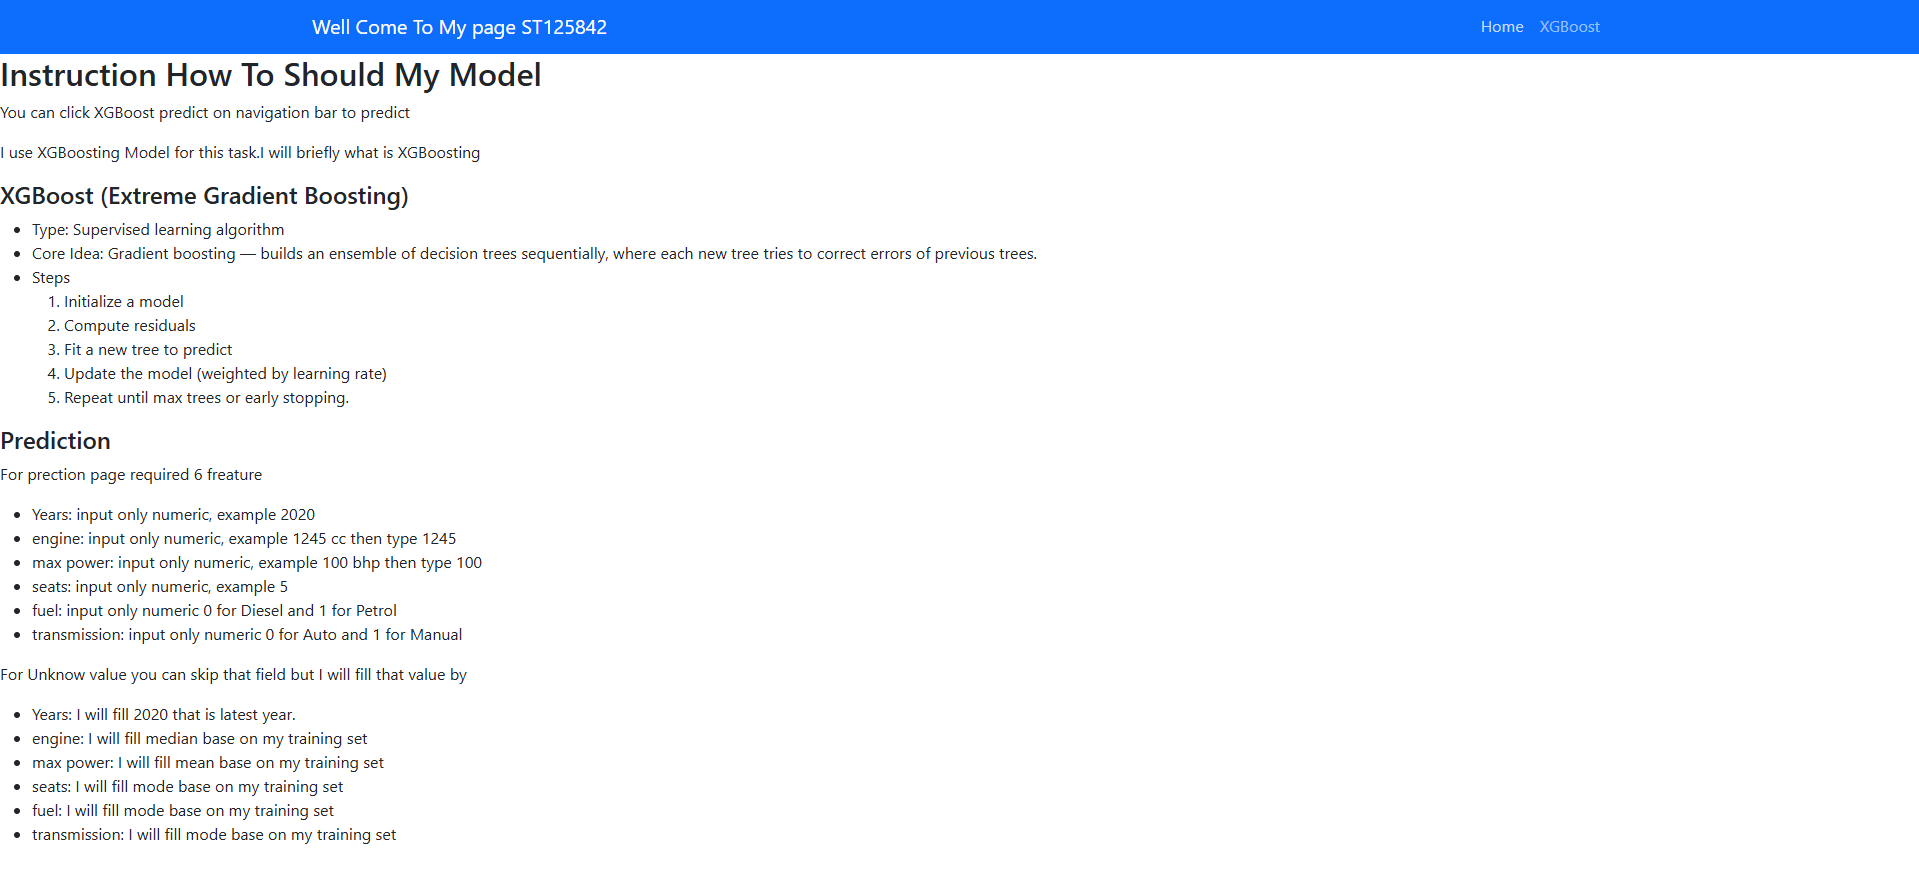 Well Come To My page ST125842
Home
XGBoost
Instruction How To Should My Model
You can click XGBoost predict on navigation bar to predict
I use XGBoosting Model for this task.I will briefly what is XGBoosting
XGBoost (Extreme Gradient Boosting)
• Type: Supervised learning algorithm
• Core Idea: Gradient boosting — builds an ensemble of decision trees sequentially, where each new tree tries to correct errors of previous trees.
• Steps
1. Initialize a model
2. Compute residuals
3. Fit a new tree to predict
4. Update the model (weighted by learning rate)
5. Repeat until max trees or early stopping.
Prediction
For prection page required 6 freature
• Years: input only numeric, example 2020
• engine: input only numeric, example 1245 cc then type 1245
• max power: input only numeric, example 100 bhp then type 100
• seats: input only numeric, example 5
• fuel: input only numeric 0 for Diesel and 1 for Petrol
• transmission: input only numeric 0 for Auto and 1 for Manual
For Unknow value you can skip that field but I will fill that value by
• Years: I will fill 2020 that is latest year.
• engine: I will fill median base on my training set
• max power: I will fill mean base on my training set
• seats: I will fill mode base on my training set
• fuel: I will fill mode base on my training set
• transmission: I will fill mode base on my training set